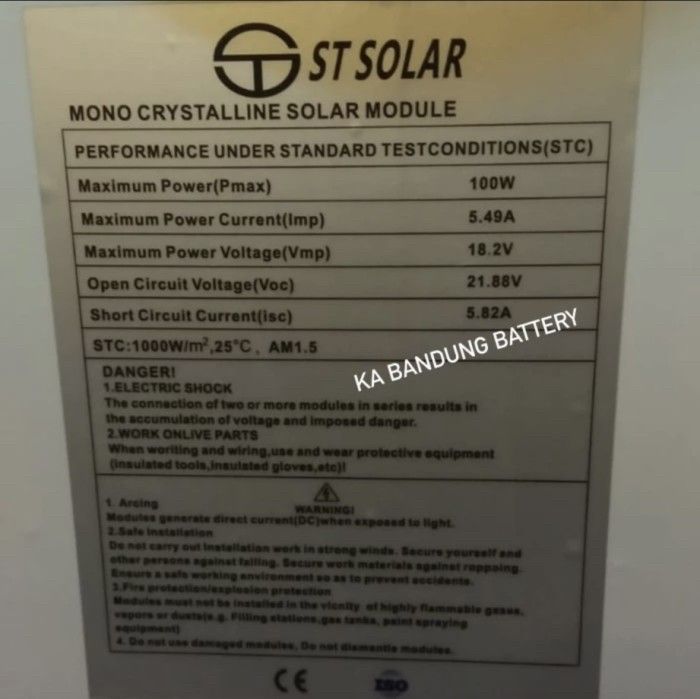 ST SOLAR
MONO CRYSTALLINE SOLAR MODULE
PERFORMANCE UNDER STANDARD TESTCONDITIONS(STC)
Maximum Power(Pmax) 100W
Maximum Power Current(Imp) 5.49A
Maximum Power Voltage(Vmp) 18.2V
Open Circuit Voltage(Voc) 21.88V
Short Circuit Current(Isc) 5.82A
STC:1000W/m²,25°C, AM1.5
KA BANDUNG BATTERY
DANGER!
1.ELECTRIC SHOCK
The connection of two or more modules in series results in
the accumulation of voltage and imposed danger.
2.WORK ONLIVE PARTS
When woriting and wiring,use and wear protective equipment
(insulated tools,insulated gloves,etc)!
WARNING!
1. Arcing
Modules generate direct current(DC)when exposed to light.
2.Safe Installation
Do not carry out Installation work in strong winds. Secure yourself and
other persons against falling. Secure work materials against roppoing.
Ensure a safe working environment so as to prevent accidents.
3.Fire protection/explosion protection
Modules must not be installed in the vicnity of highly flammable gases,
vapors or dusts(e.g. Filling stations,gas tanks, paint spraying
equipment)
4. Do not use damaged modules, Do not dismantle modules.
CE ISO